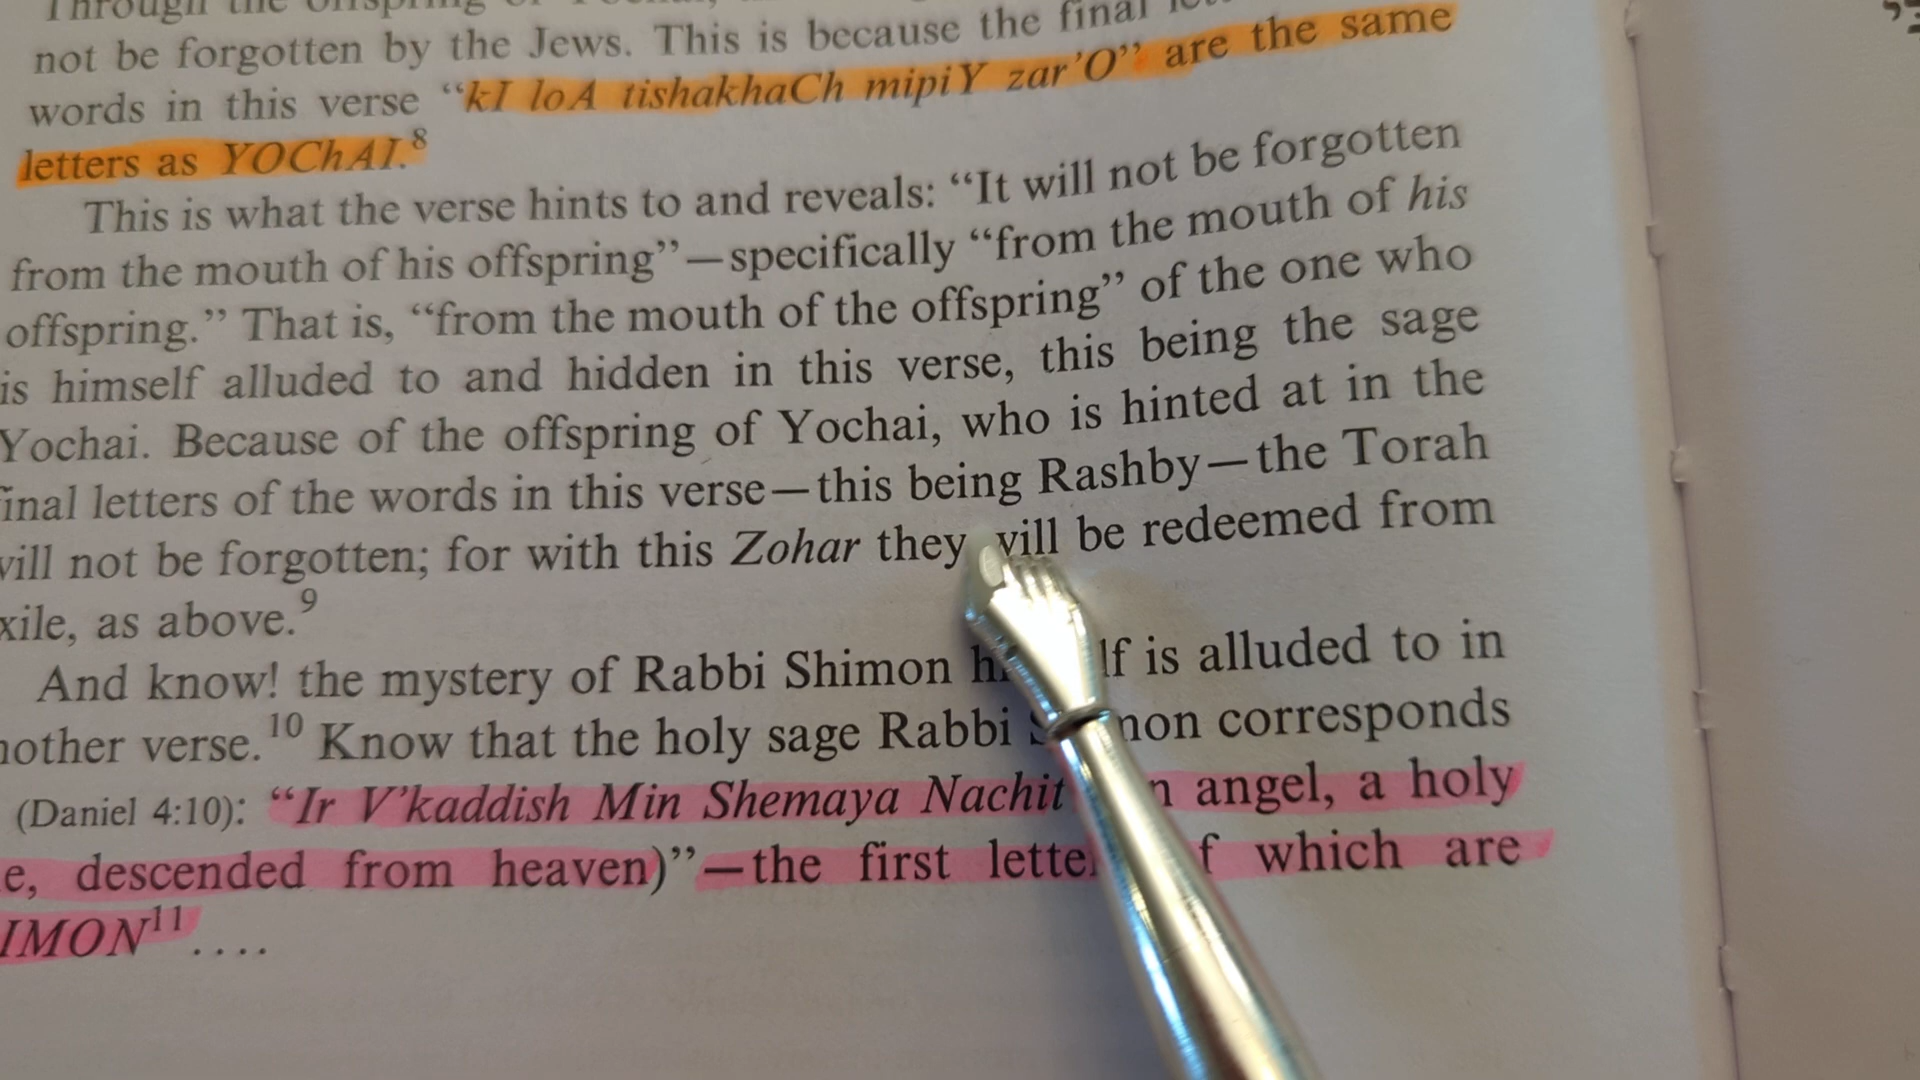 Through the offspring of
not be forgotten by the Jews. This is because the final
words in this verse “kI loA tishakhaCh mipiY zar’O” are the same
letters as YOChAI.8
This is what the verse hints to and reveals: “It will not be forgotten
from the mouth of his offspring”—specifically “from the mouth of his
offspring.” That is, “from the mouth of the offspring” of the one who
is himself alluded to and hidden in this verse, this being the sage
Yochai. Because of the offspring of Yochai, who is hinted at in the
inal letters of the words in this verse—this being Rashby—the Torah
will not be forgotten; for with this Zohar they will be redeemed from
xile, as above.9
And know! the mystery of Rabbi Shimon h lf is alluded to in
nother verse.10 Know that the holy sage Rabbi S mon corresponds
(Daniel 4:10): “Ir V’kaddish Min Shemaya Nachit n angel, a holy
e, descended from heaven)”—the first lette f which are
IMON11....